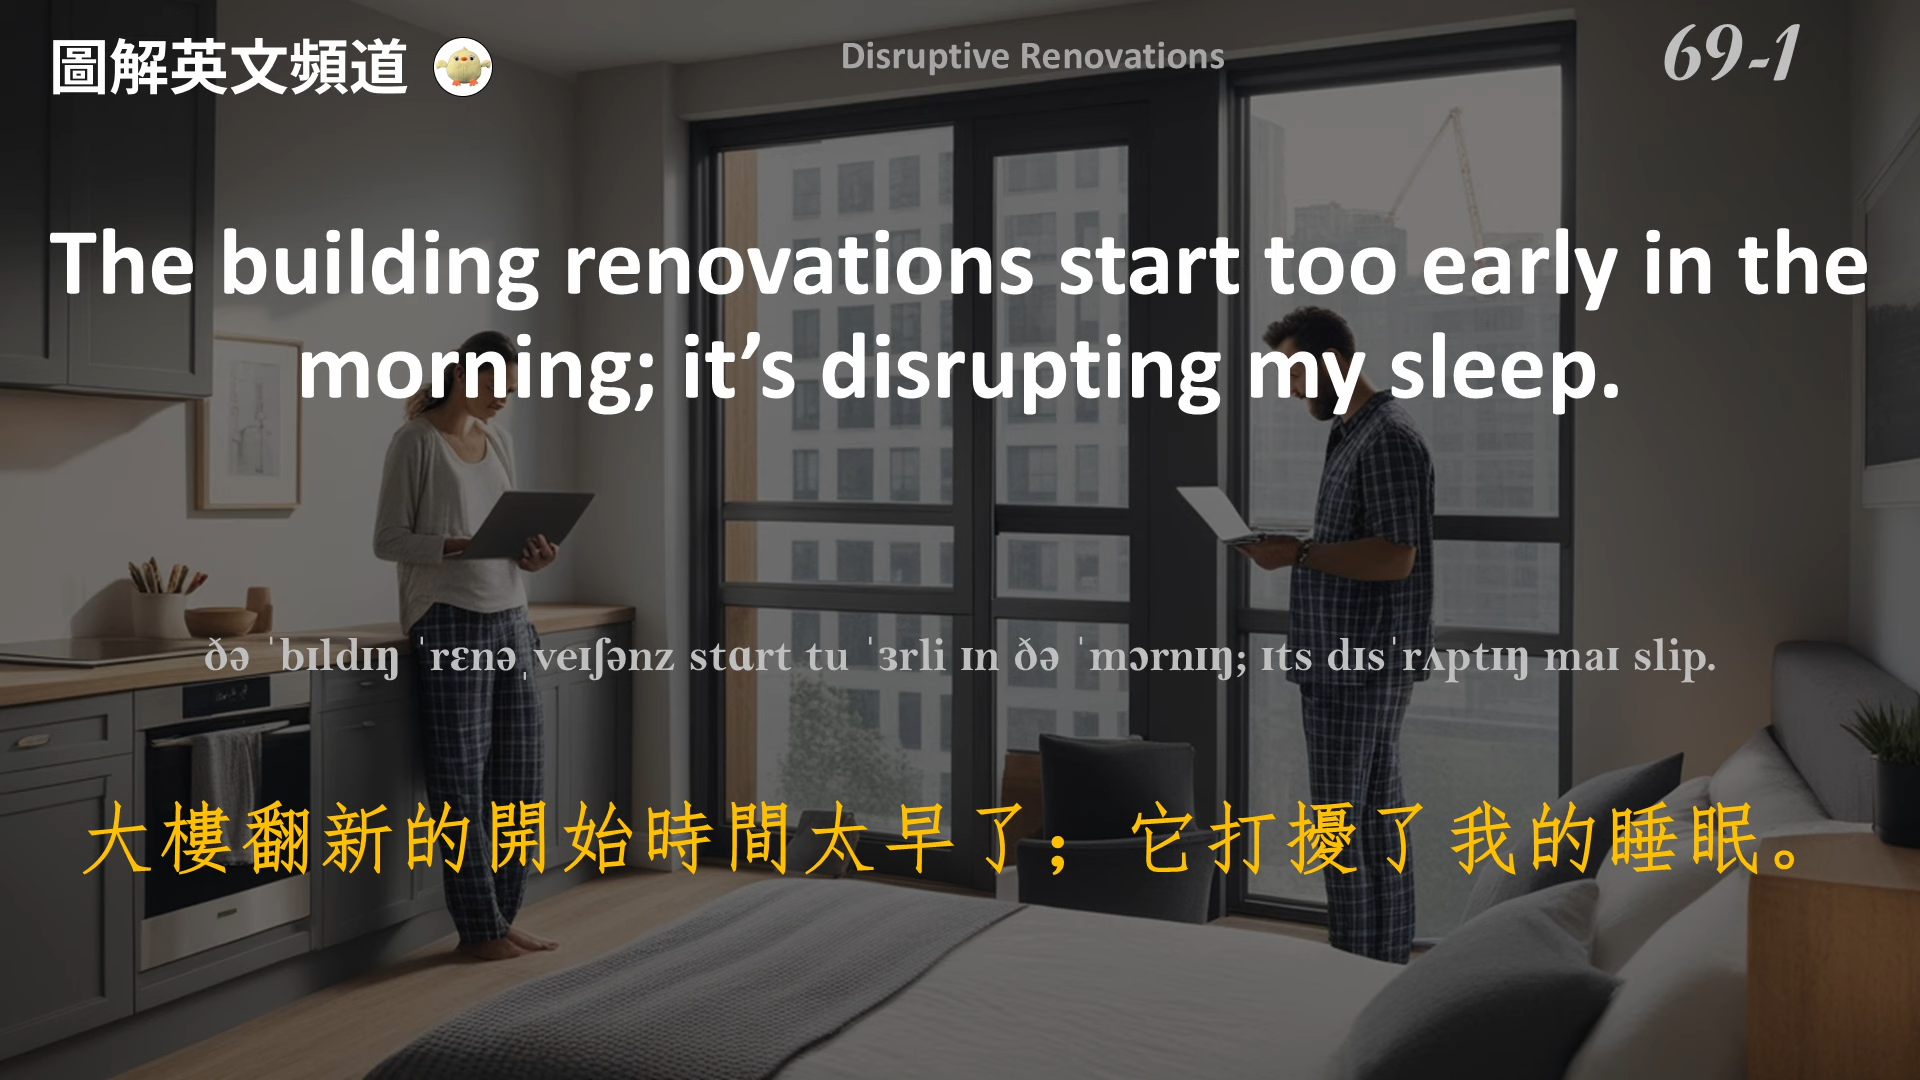 圖解英文頻道
Disruptive Renovations
69-1
The building renovations start too early in the
morning; it’s disrupting my sleep.
ðə ˈbɪldɪŋ ˈrɛnəˌveɪʃənz stɑrt tu ˈɜrli ɪn ðə ˈmɔrnɪŋ; ɪts dɪsˈrʌptɪŋ maɪ slip.
大樓翻新的開始時間太早了；它打擾了我的睡眠。